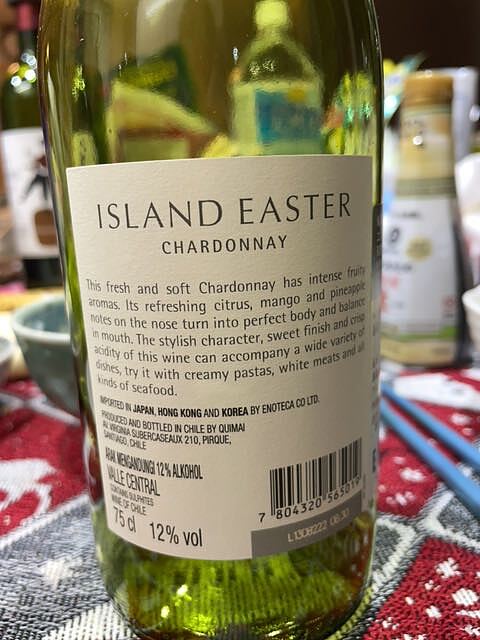 ISLAND EASTER
CHARDONNAY
This fresh and soft Chardonnay has intense fruity
aromas. Its refreshing citrus, mango and pineapple
notes on the nose turn into perfect body and balance
in mouth. The stylish character, sweet finish and crisp
acidity of this wine can accompany a wide variety of
dishes, try it with creamy pastas, white meats and all
kinds of seafood.
IMPORTED IN JAPAN, HONG KONG AND KOREA BY ENOTECA CO LTD.
PRODUCED AND BOTTLED IN CHILE BY QUIMAI
AV. VIRGINIA SUBERCASEAUX 210, PIRQUE,
SANTIAGO, CHILE
ARAK MENGANDUNGI 12% ALKOHOL
VALLE CENTRAL
CONTAINS SULPHITES
WINE OF CHILE
75 cl 12% vol
7 804320 565019
L1308222 06:30